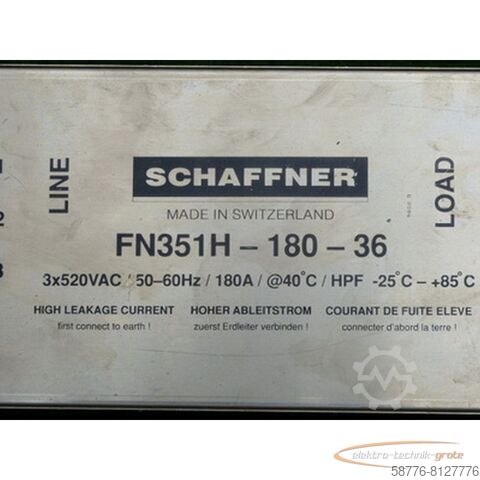 LINE
LOAD
SCHAFFNER
MADE IN SWITZERLAND
FN351H – 180 – 36
3x520VAC / 50–60Hz / 180A / @40°C / HPF -25°C – +85°C
HIGH LEAKAGE CURRENT HOHER ABLEITSTROM COURANT DE FUITE ELEVE
first connect to earth ! zuerst Erdleiter verbinden ! connecter d'abord la terre !
elektro-technik-grote
58776-8127776